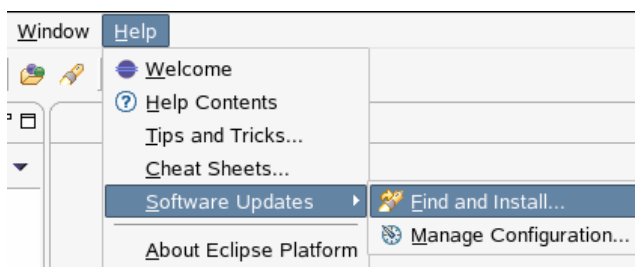 Window Help
Welcome
Help Contents
Tips and Tricks...
Cheat Sheets...
Software Updates
Find and Install...
Manage Configuration...
About Eclipse Platform